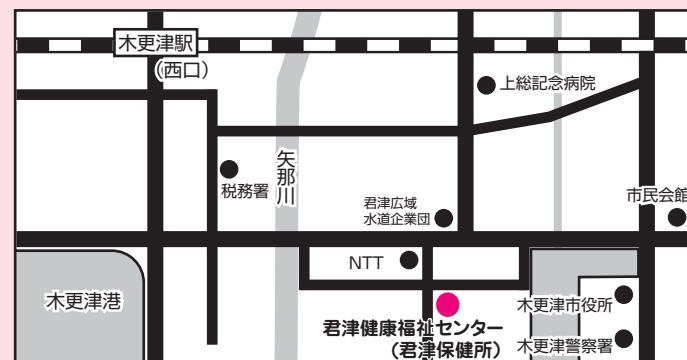 木更津駅
（西口）
上総記念病院
税務署
矢那川
君津広域
水道企業団
市民会館
NTT
木更津港
君津健康福祉センター
（君津保健所）
木更津市役所
木更津警察署